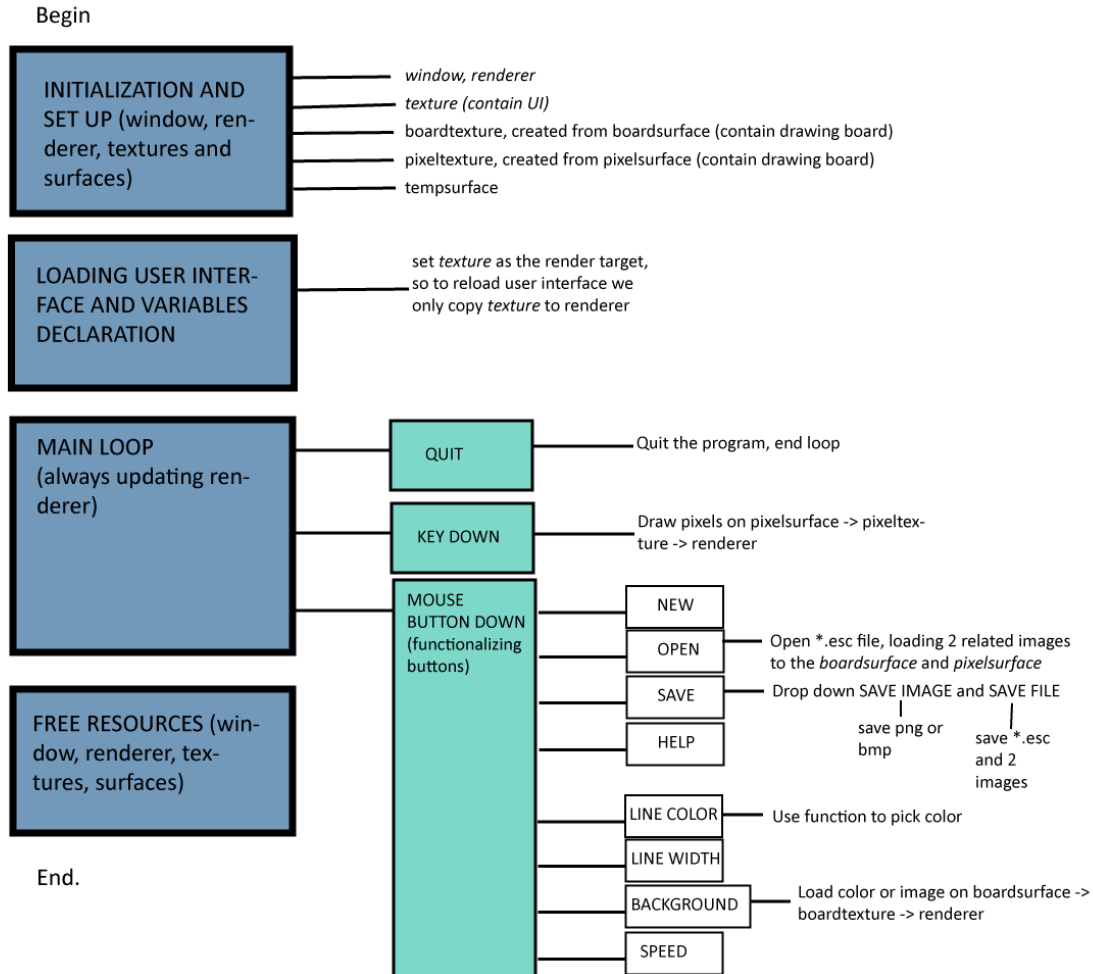 Begin
INITIALIZATION AND
SET UP (window, ren-
derer, textures and
surfaces)
window, renderer
texture (contain UI)
boardtexture, created from boardsurface (contain drawing board)
pixeltexture, created from pixelsurface (contain drawing board)
tempsurface
LOADING USER INTER-
FACE AND VARIABLES
DECLARATION
set texture as the render target,
so to reload user interface we
only copy texture to renderer
MAIN LOOP
(always updating ren-
derer)
QUIT
Quit the program, end loop
KEY DOWN
Draw pixels on pixelsurface -> pixeltex-
ture -> renderer
MOUSE
BUTTON DOWN
(functionalizing
buttons)
NEW
OPEN
Open *.esc file, loading 2 related images
to the boardsurface and pixelsurface
SAVE
Drop down SAVE IMAGE and SAVE FILE
save png or
bmp
save *.esc
and 2
images
HELP
LINE COLOR
Use function to pick color
LINE WIDTH
BACKGROUND
Load color or image on boardsurface ->
boardtexture -> renderer
SPEED
FREE RESOURCES (win-
dow, renderer, tex-
tures, surfaces)
End.